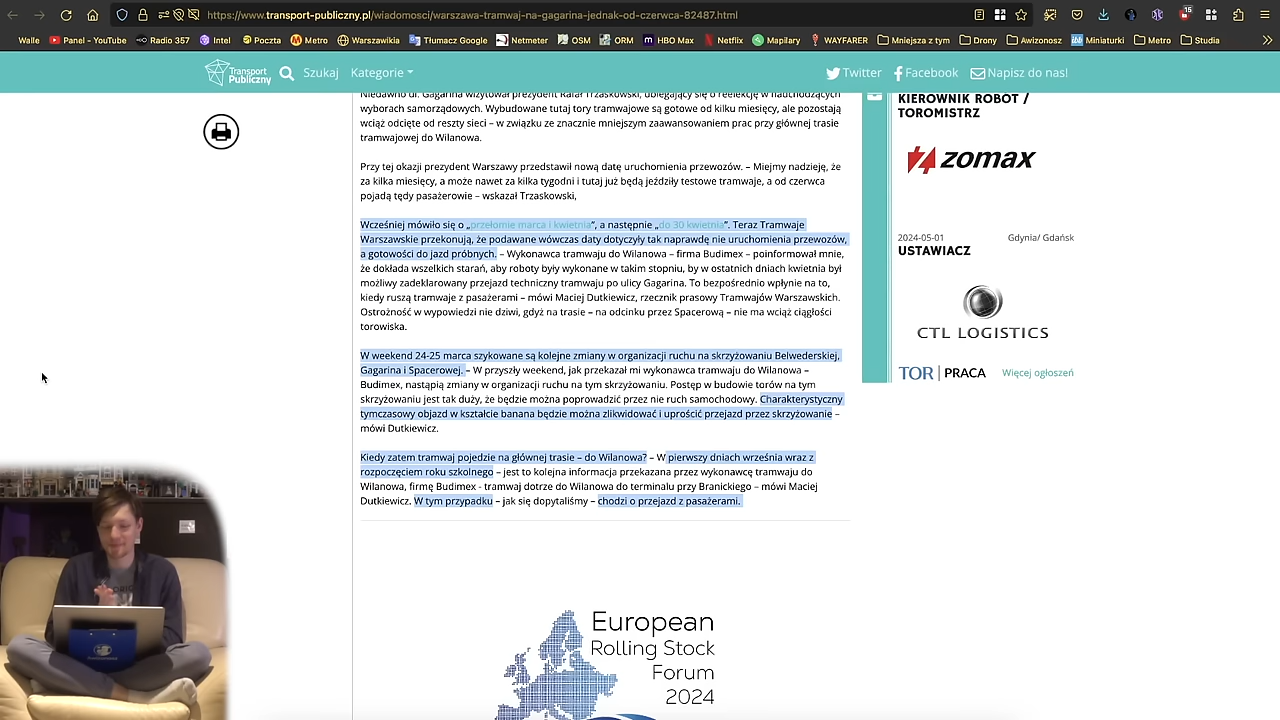 https://www.transport-publiczny.pl/wiadomosci/warszawa-tramwaj-na-gagarina-jednak-od-czerwca-82487.html
15
Walle Panel - YouTube Radio 357 Intel Poczta Metro Warszawikia Tłumacz Google Netmeter OSM ORM HBO Max Netflix Mapilary WAYFARER Mniejsza z tym Drony Awizonosz Miniaturki Metro Studia
Transport Publiczny Szukaj Kategorie Twitter Facebook Napisz do nas!
Niedawno ul. Gagarina wizytował prezydent Rafał Trzaskowski, ubiegający się o reelekcję w nadchodzących
wyborach samorządowych. Wybudowane tutaj tory tramwajowe są gotowe od kilku miesięcy, ale pozostają
wciąż odcięte od reszty sieci – w związku ze znacznie mniejszym zaawansowaniem prac przy głównej trasie
tramwajowej do Wilanowa.
Przy tej okazji prezydent Warszawy przedstawił nową datę uruchomienia przewozów. – Miejmy nadzieję, że
za kilka miesięcy, a może nawet za kilka tygodni i tutaj już będą jeździły testowe tramwaje, a od czerwca
pojadą tędy pasażerowie – wskazał Trzaskowski,
Wcześniej mówiło się o „przełomie marca i kwietnia”, a następnie „do 30 kwietnia”. Teraz Tramwaje
Warszawskie przekonują, że podawane wówczas daty dotyczyły tak naprawdę nie uruchomienia przewozów,
a gotowości do jazd próbnych. – Wykonawca tramwaju do Wilanowa – firma Budimex – poinformował mnie,
że dokłada wszelkich starań, aby roboty były wykonane w takim stopniu, by w ostatnich dniach kwietnia był
możliwy zadeklarowany przejazd techniczny tramwaju po ulicy Gagarina. To bezpośrednio wpłynie na to,
kiedy ruszą tramwaje z pasażerami – mówi Maciej Dutkiewicz, rzecznik prasowy Tramwajów Warszawskich.
Ostrożność w wypowiedzi nie dziwi, gdyż na trasie – na odcinku przez Spacerową – nie ma wciąż ciągłości
torowiska.
W weekend 24-25 marca szykowane są kolejne zmiany w organizacji ruchu na skrzyżowaniu Belwederskiej,
Gagarina i Spacerowej. – W przyszły weekend, jak przekazał mi wykonawca tramwaju do Wilanowa –
Budimex, nastąpią zmiany w organizacji ruchu na tym skrzyżowaniu. Postęp w budowie torów na tym
skrzyżowaniu jest tak duży, że będzie można poprowadzić przez nie ruch samochodowy. Charakterystyczny
tymczasowy objazd w kształcie banana będzie można zlikwidować i uprościć przejazd przez skrzyżowanie –
mówi Dutkiewicz.
Kiedy zatem tramwaj pojedzie na głównej trasie – do Wilanowa? – W pierwszych dniach września wraz z
rozpoczęciem roku szkolnego – jest to kolejna informacja przekazana przez wykonawcę tramwaju do
Wilanowa, firmę Budimex - tramwaj dotrze do Wilanowa do terminalu przy Branickiego – mówi Maciej
Dutkiewicz. W tym przypadku – jak się dopytaliśmy – chodzi o przejazd z pasażerami.
KIEROWNIK ROBOT /
TOROMISTRZ
zomax
2024-05-01 Gdynia/ Gdańsk
USTAWIACZ
CTL LOGISTICS
TOR | PRACA Więcej ogłoszeń
European
Rolling Stock
Forum
2024